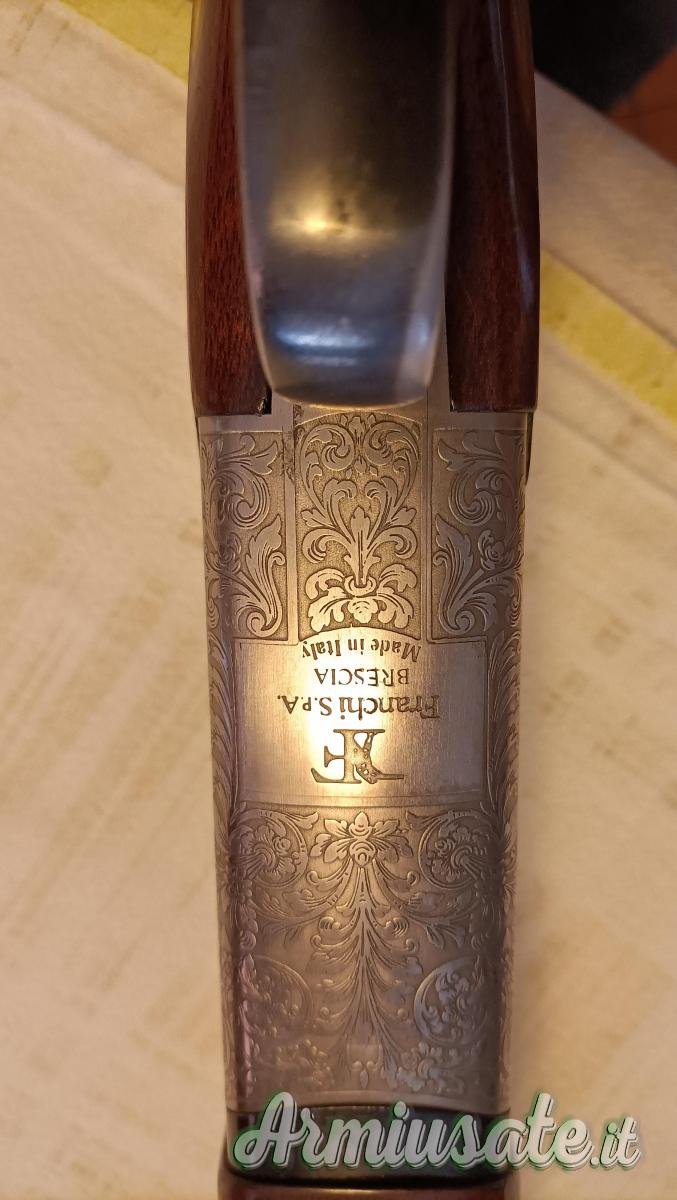 F
Franchi S.p.A.
BRESCIA
Made in Italy
Armiusate.it